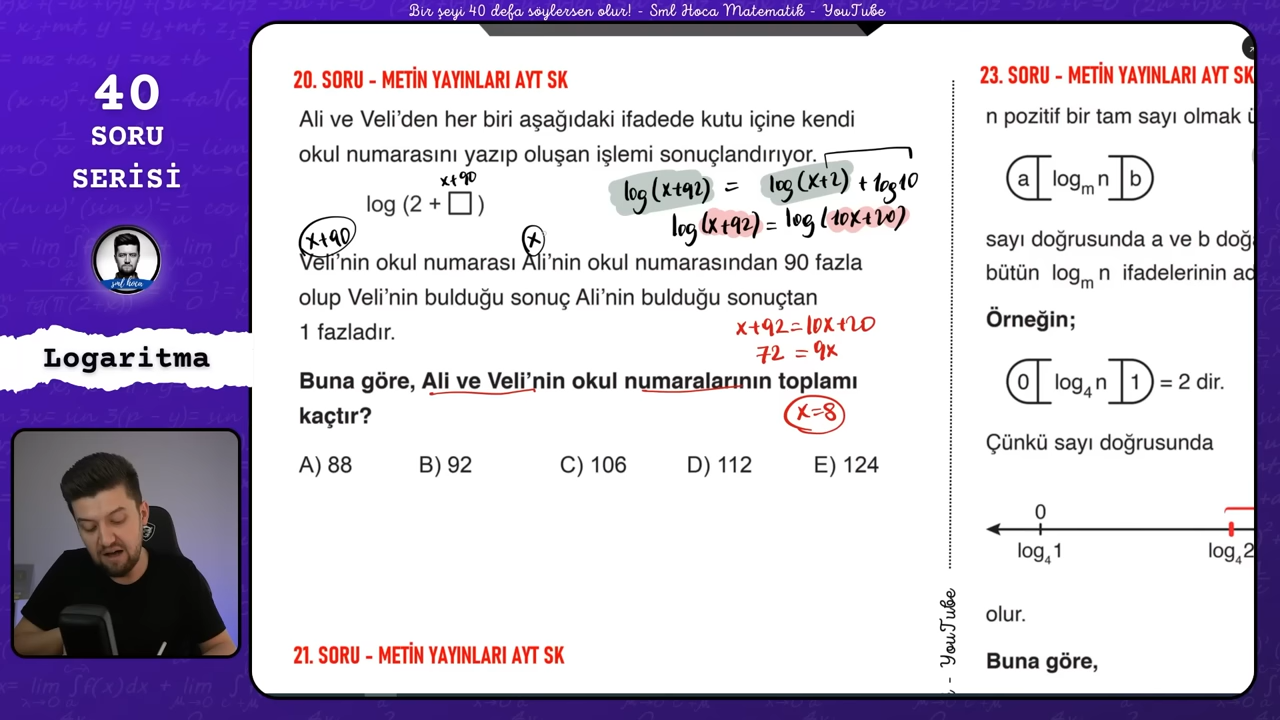 Bir şeyi 40 defa söylersen olur! - Sml Hoca Matematik - YouTube
40
SORU
SERİSİ
sml hoca
Logaritma
20. SORU - METİN YAYINLARI AYT SK
Ali ve Veli'den her biri aşağıdaki ifadede kutu içine kendi
okul numarasını yazıp oluşan işlemi sonuçlandırıyor.
x+90
log (2 + □ )
log(x+92) = log(x+2) + log10
log(x+92) = log(10x+20)
x+90
x
Veli'nin okul numarası Ali'nin okul numarasından 90 fazla
olup Veli'nin bulduğu sonuç Ali'nin bulduğu sonuçtan
1 fazladır.
x+92=10x+20
72 = 9x
Buna göre, Ali ve Veli'nin okul numaralarının toplamı
kaçtır?
x=8
A) 88 B) 92 C) 106 D) 112 E) 124
21. SORU - METİN YAYINLARI AYT SK
- YouTube
23. SORU - METİN YAYINLARI AYT SK
n pozitif bir tam sayı olmak ü
a log_m n b
sayı doğrusunda a ve b doğa
bütün log_m n ifadelerinin ad
Örneğin;
0 log₄n 1 = 2 dir.
Çünkü sayı doğrusunda
0
log₄1 log₄2
olur.
Buna göre,